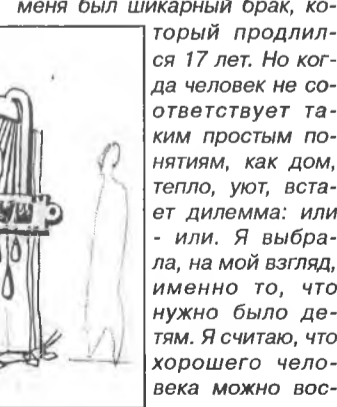 меня был шикарный брак, ко-
торый продлил-
ся 17 лет. Но ког-
да человек не со-
ответствует та-
ким простым по-
нятиям, как дом,
тепло, уют, вста-
ет дилемма: или
- или. Я выбра-
ла, на мой взгляд,
именно то, что
нужно было де-
тям. Я считаю, что
хорошего чело-
века можно вос-